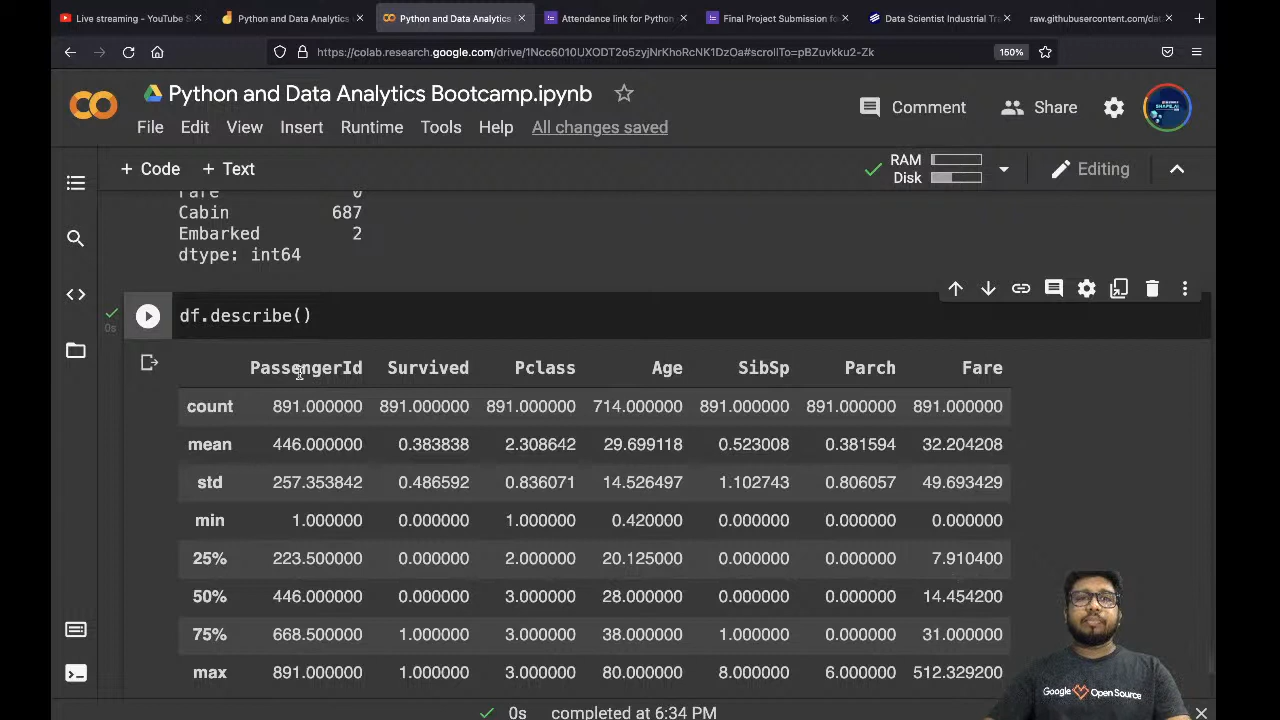 Live streaming - YouTube S
Python and Data Analytics
Python and Data Analytics
Attendance link for Python
Final Project Submission fo
Data Scientist Industrial Tra
raw.githubusercontent.com/dat
https://colab.research.google.com/drive/1Ncc6010UXODT2o5zyjNrKhoRcNK1DzOa#scrollTo=pBZuvkku2-Zk
150%
Python and Data Analytics Bootcamp.ipynb
Comment
Share
File Edit View Insert Runtime Tools Help All changes saved
+ Code + Text
RAM
Disk
Editing
Fare 0
Cabin 687
Embarked 2
dtype: int64
0s
df.describe()
PassengerId Survived Pclass Age SibSp Parch Fare
count 891.000000 891.000000 891.000000 714.000000 891.000000 891.000000 891.000000
mean 446.000000 0.383838 2.308642 29.699118 0.523008 0.381594 32.204208
std 257.353842 0.486592 0.836071 14.526497 1.102743 0.806057 49.693429
min 1.000000 0.000000 1.000000 0.420000 0.000000 0.000000 0.000000
25% 223.500000 0.000000 2.000000 20.125000 0.000000 0.000000 7.910400
50% 446.000000 0.000000 3.000000 28.000000 0.000000 0.000000 14.454200
75% 668.500000 1.000000 3.000000 38.000000 1.000000 0.000000 31.000000
max 891.000000 1.000000 3.000000 80.000000 8.000000 6.000000 512.329200
Google Open Source
0s completed at 6:34 PM